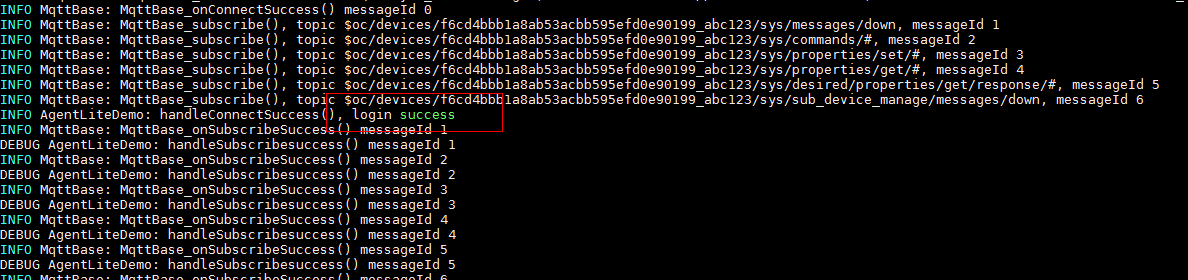 INFO MqttBase: MqttBase_onConnectSuccess() messageId 0
INFO MqttBase: MqttBase_subscribe(), topic $oc/devices/f6cd4bbb1a8ab53acbb595efd0e90199_abc123/sys/messages/down, messageId 1
INFO MqttBase: MqttBase_subscribe(), topic $oc/devices/f6cd4bbb1a8ab53acbb595efd0e90199_abc123/sys/commands/#, messageId 2
INFO MqttBase: MqttBase_subscribe(), topic $oc/devices/f6cd4bbb1a8ab53acbb595efd0e90199_abc123/sys/properties/set/#, messageId 3
INFO MqttBase: MqttBase_subscribe(), topic $oc/devices/f6cd4bbb1a8ab53acbb595efd0e90199_abc123/sys/properties/get/#, messageId 4
INFO MqttBase: MqttBase_subscribe(), topic $oc/devices/f6cd4bbb1a8ab53acbb595efd0e90199_abc123/sys/desired/properties/get/response/#, messageId 5
INFO MqttBase: MqttBase_subscribe(), topic $oc/devices/f6cd4bbb1a8ab53acbb595efd0e90199_abc123/sys/sub_device_manage/messages/down, messageId 6
INFO AgentLiteDemo: handleConnectSuccess(), login success
INFO MqttBase: MqttBase_onSubscribeSuccess() messageId 1
DEBUG AgentLiteDemo: handleSubscribesuccess() messageId 1
INFO MqttBase: MqttBase_onSubscribeSuccess() messageId 2
DEBUG AgentLiteDemo: handleSubscribesuccess() messageId 2
INFO MqttBase: MqttBase_onSubscribeSuccess() messageId 3
DEBUG AgentLiteDemo: handleSubscribesuccess() messageId 3
INFO MqttBase: MqttBase_onSubscribeSuccess() messageId 4
DEBUG AgentLiteDemo: handleSubscribesuccess() messageId 4
INFO MqttBase: MqttBase_onSubscribeSuccess() messageId 5
DEBUG AgentLiteDemo: handleSubscribesuccess() messageId 5
INFO MqttBase: MqttBase_onSubscribeSuccess() messageId 6